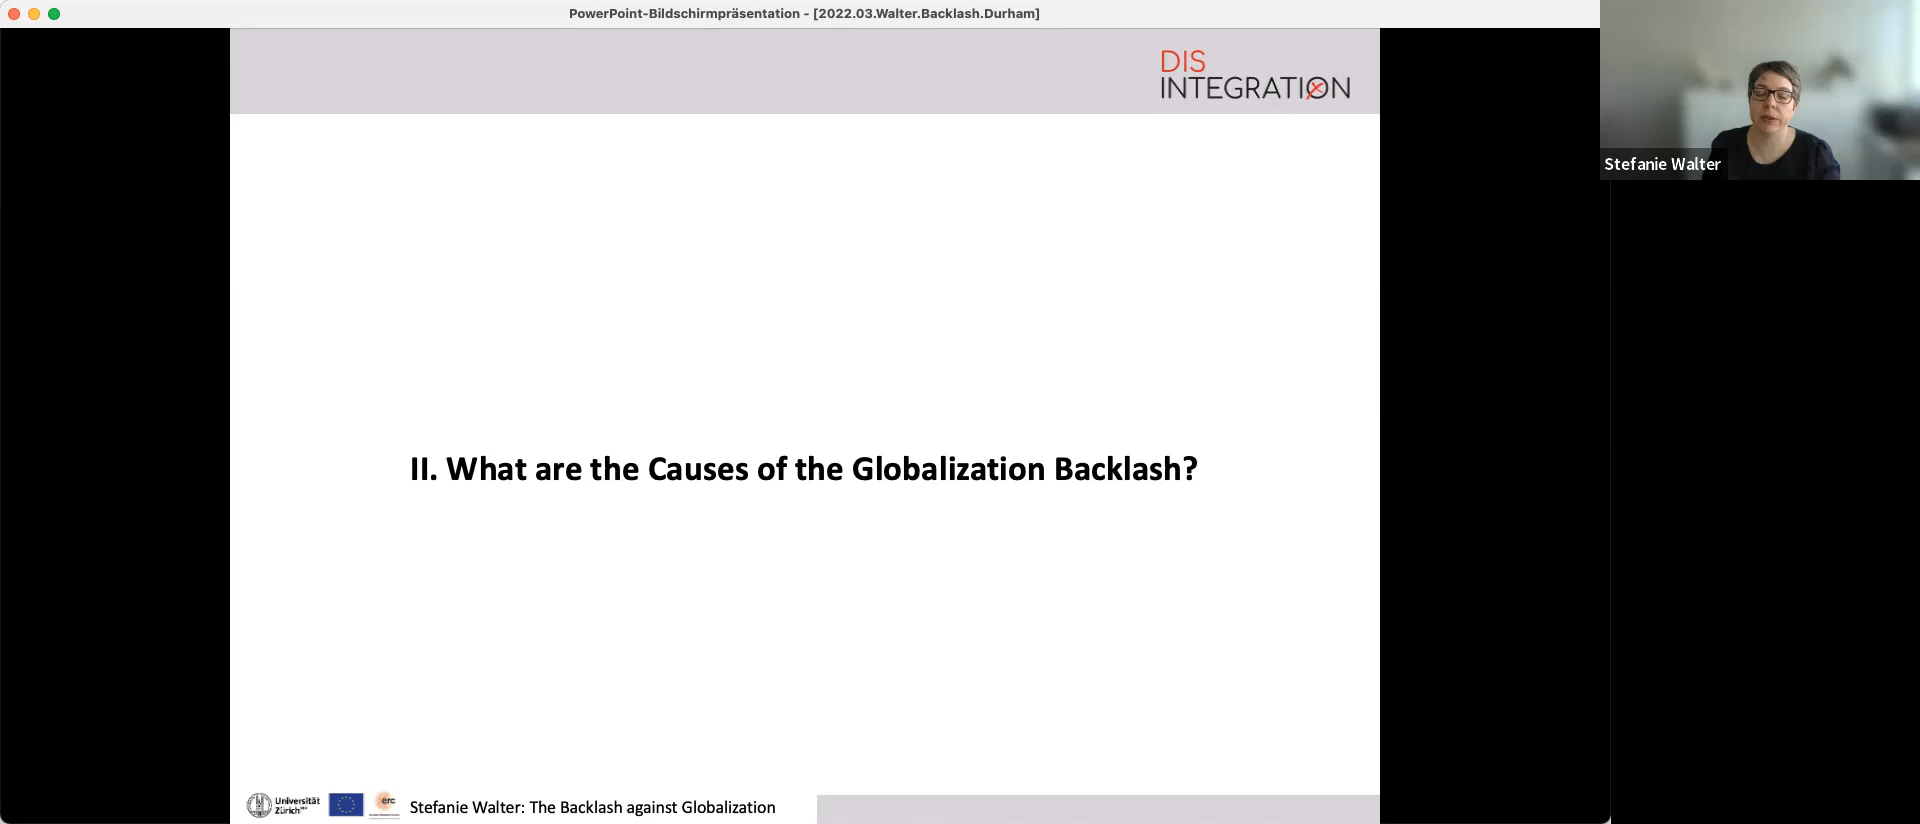 PowerPoint-Bildschirmpräsentation - [2022.03.Walter.Backlash.Durham]
DIS
INTEGRATION
Stefanie Walter
II. What are the Causes of the Globalization Backlash?
Universität
Zürich
erc
Stefanie Walter: The Backlash against Globalization